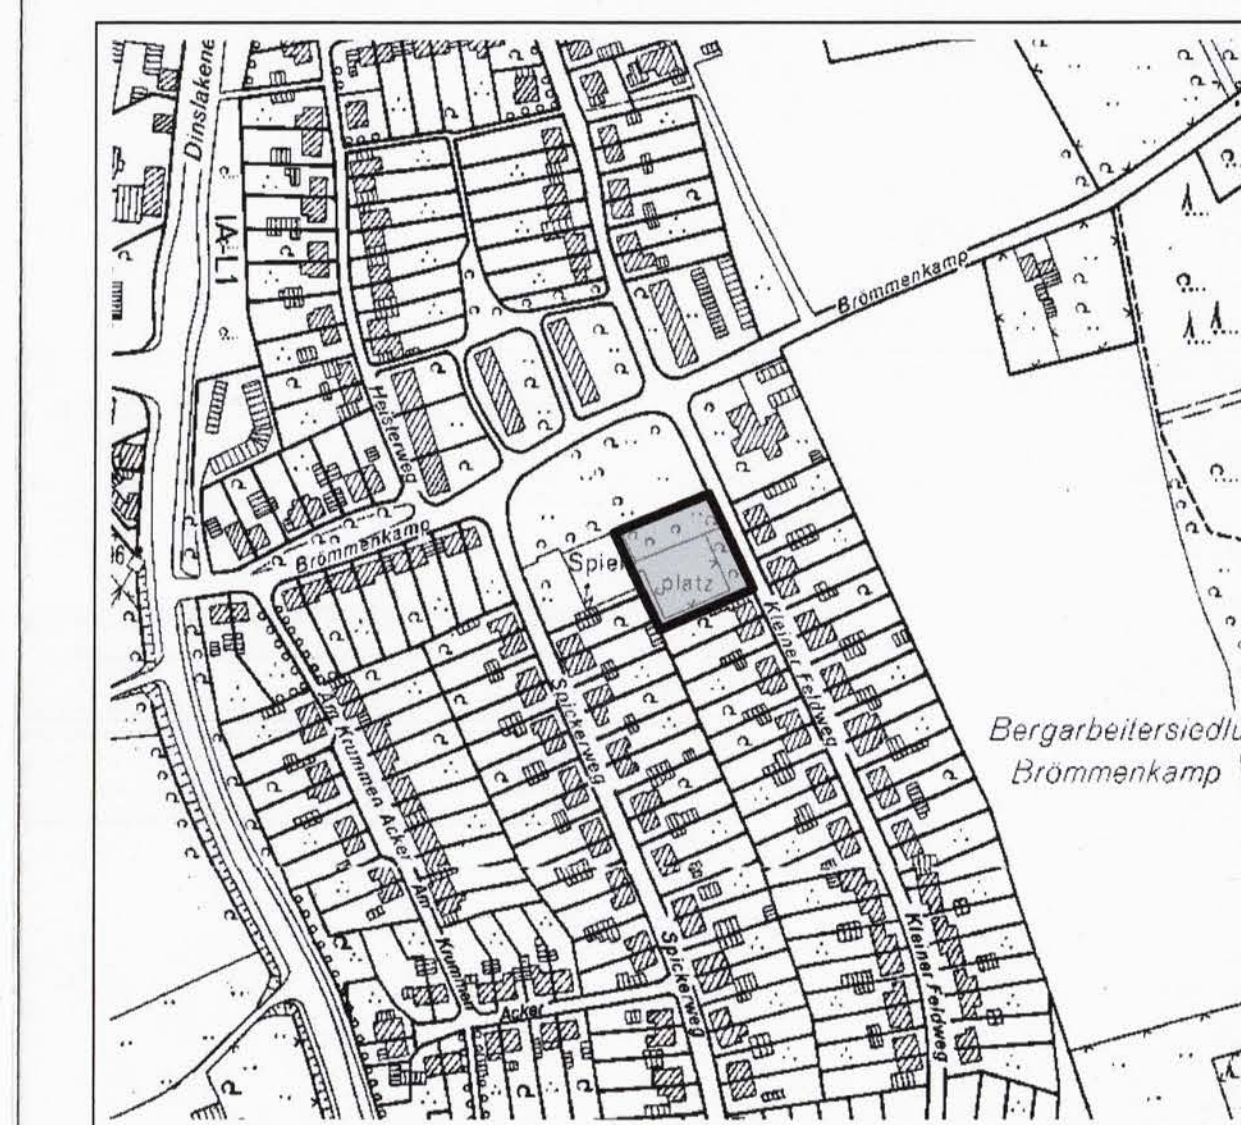 Dinslakene
IA-L1
Brömmenkamp
Heisterweg
Brömmenkamp
Spiel
platz
Kleiner Feldweg
Spickerweg
Am Krummen Acker
Bergarbeitersiedlu
Brömmenkamp
Am
Krummen
Acker
Spickerweg
Kleiner Feldweg